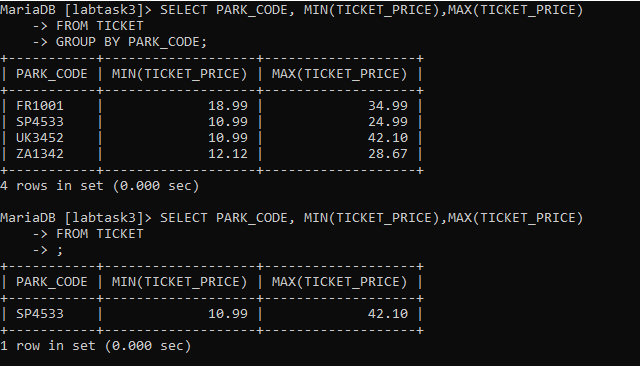 MariaDB [labtask3]> SELECT PARK_CODE, MIN(TICKET_PRICE),MAX(TICKET_PRICE)
    -> FROM TICKET
    -> GROUP BY PARK_CODE;
+-----------+-------------------+-------------------+
| PARK_CODE | MIN(TICKET_PRICE) | MAX(TICKET_PRICE) |
+-----------+-------------------+-------------------+
| FR1001    |             18.99 |             34.99 |
| SP4533    |             10.99 |             24.99 |
| UK3452    |             10.99 |             42.10 |
| ZA1342    |             12.12 |             28.67 |
+-----------+-------------------+-------------------+
4 rows in set (0.000 sec)
MariaDB [labtask3]> SELECT PARK_CODE, MIN(TICKET_PRICE),MAX(TICKET_PRICE)
    -> FROM TICKET
    -> ;
+-----------+-------------------+-------------------+
| PARK_CODE | MIN(TICKET_PRICE) | MAX(TICKET_PRICE) |
+-----------+-------------------+-------------------+
| SP4533    |             10.99 |             42.10 |
+-----------+-------------------+-------------------+
1 row in set (0.000 sec)